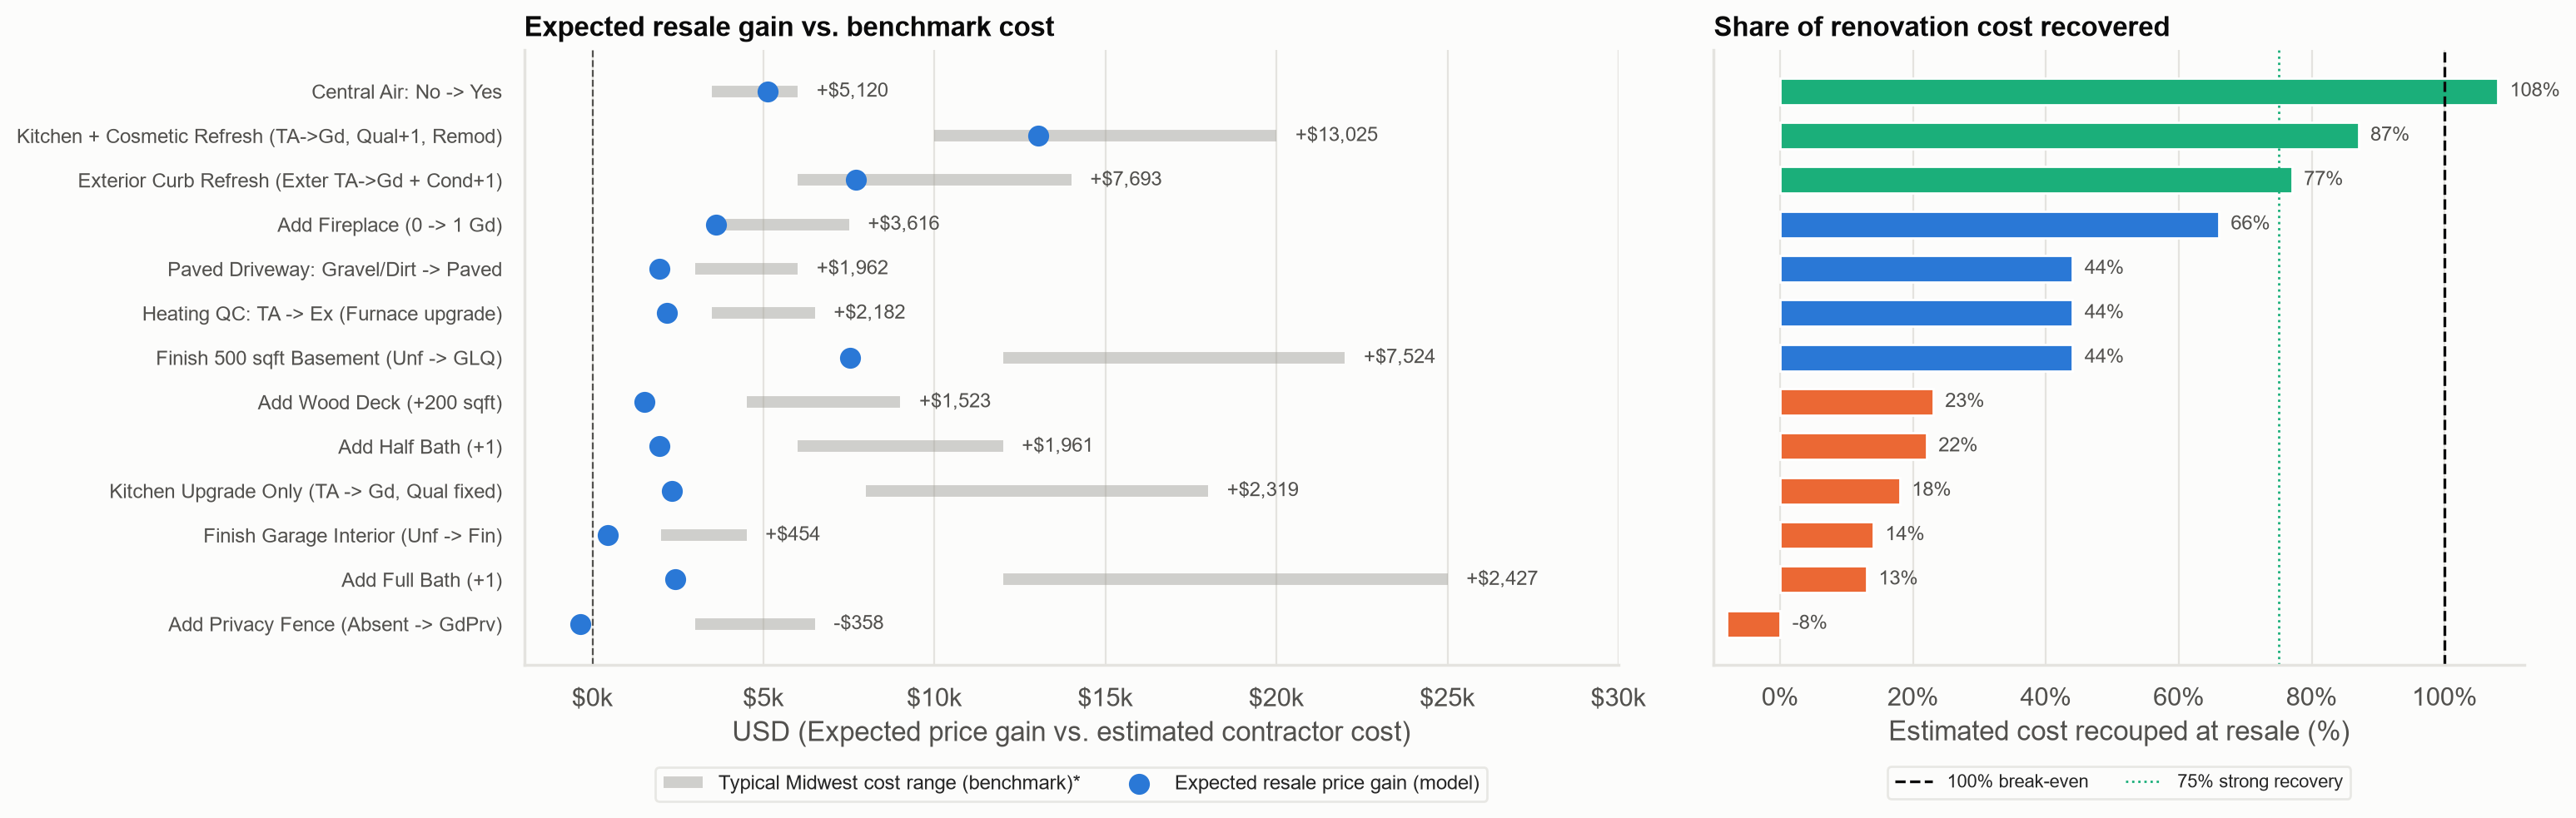 Expected resale gain vs. benchmark cost
Central Air: No -> Yes
+$5,120
Kitchen + Cosmetic Refresh (TA->Gd, Qual+1, Remod)
+$13,025
Exterior Curb Refresh (Exter TA->Gd + Cond+1)
+$7,693
Add Fireplace (0 -> 1 Gd)
+$3,616
Paved Driveway: Gravel/Dirt -> Paved
+$1,962
Heating QC: TA -> Ex (Furnace upgrade)
+$2,182
Finish 500 sqft Basement (Unf -> GLQ)
+$7,524
Add Wood Deck (+200 sqft)
+$1,523
Add Half Bath (+1)
+$1,961
Kitchen Upgrade Only (TA -> Gd, Qual fixed)
+$2,319
Finish Garage Interior (Unf -> Fin)
+$454
Add Full Bath (+1)
+$2,427
Add Privacy Fence (Absent -> GdPrv)
-$358
$0k $5k $10k $15k $20k $25k $30k
USD (Expected price gain vs. estimated contractor cost)
Typical Midwest cost range (benchmark)* Expected resale price gain (model)
Share of renovation cost recovered
108%
87%
77%
66%
44%
44%
44%
23%
22%
18%
14%
13%
-8%
0% 20% 40% 60% 80% 100%
Estimated cost recouped at resale (%)
100% break-even 75% strong recovery